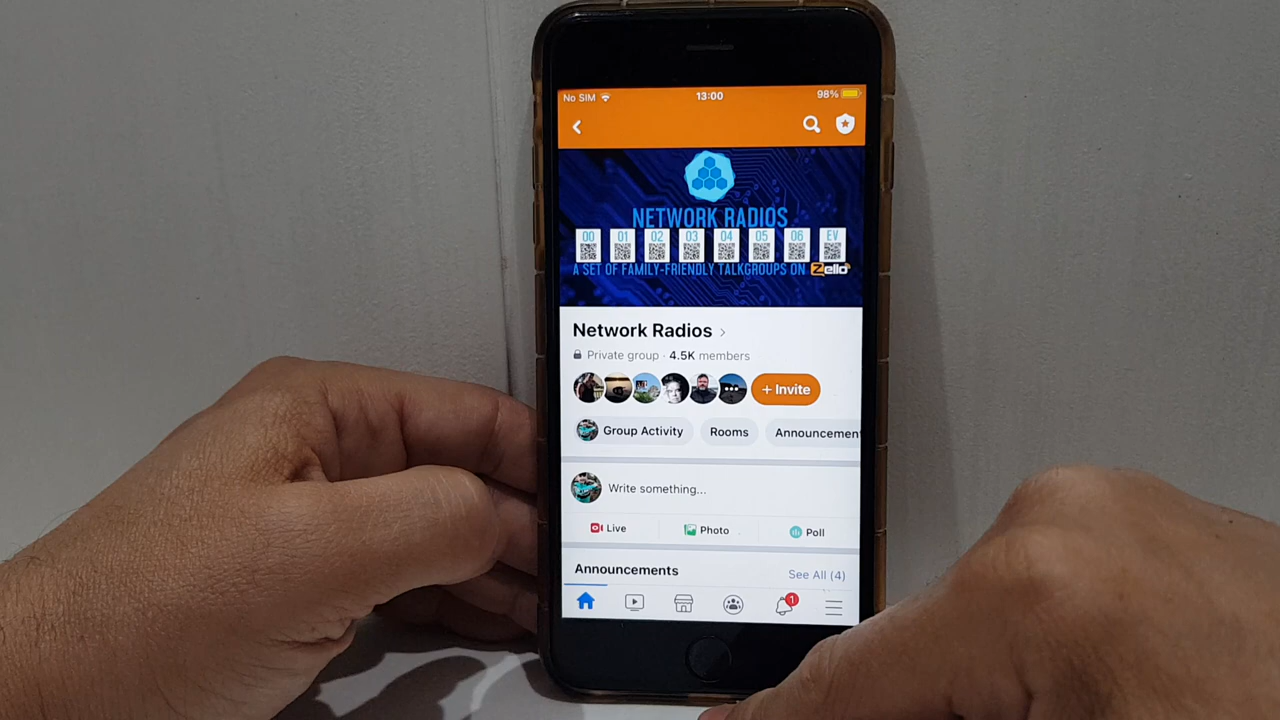 No SIM 13:00 98%
NETWORK RADIOS
00 01 02 03 04 05 06 EV
A SET OF FAMILY-FRIENDLY TALKGROUPS ON Zello
Network Radios >
Private group · 4.5K members
+ Invite
Group Activity Rooms Announcement
Write something...
Live Photo Poll
Announcements See All (4)
1